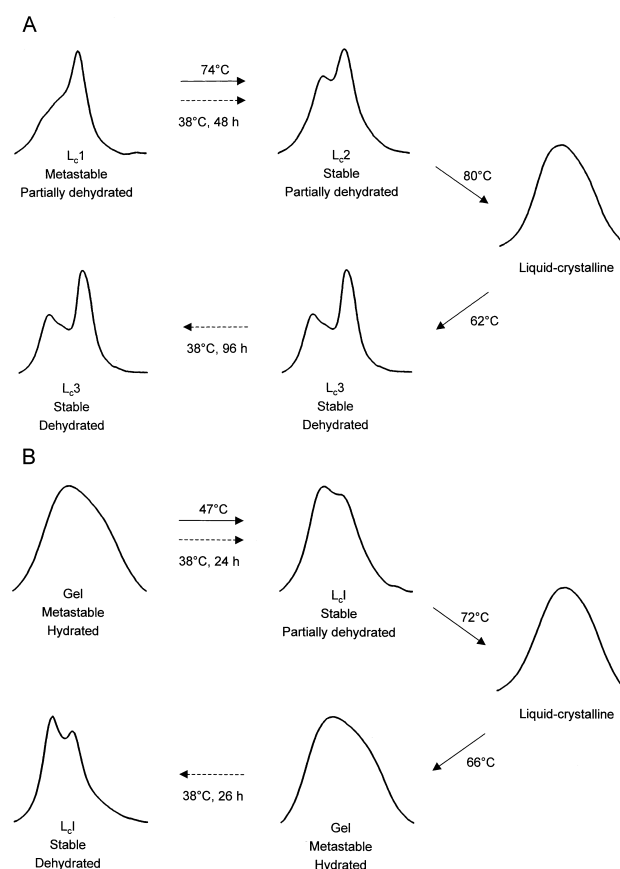 A
74°C
38°C, 48 h
Lc1
Metastable
Partially dehydrated
Lc2
Stable
Partially dehydrated
80°C
Liquid-crystalline
62°C
Lc3
Stable
Dehydrated
38°C, 96 h
Lc3
Stable
Dehydrated
B
47°C
38°C, 24 h
Gel
Metastable
Hydrated
LcI
Stable
Partially dehydrated
72°C
Liquid-crystalline
66°C
38°C, 26 h
LcI
Stable
Dehydrated
Gel
Metastable
Hydrated